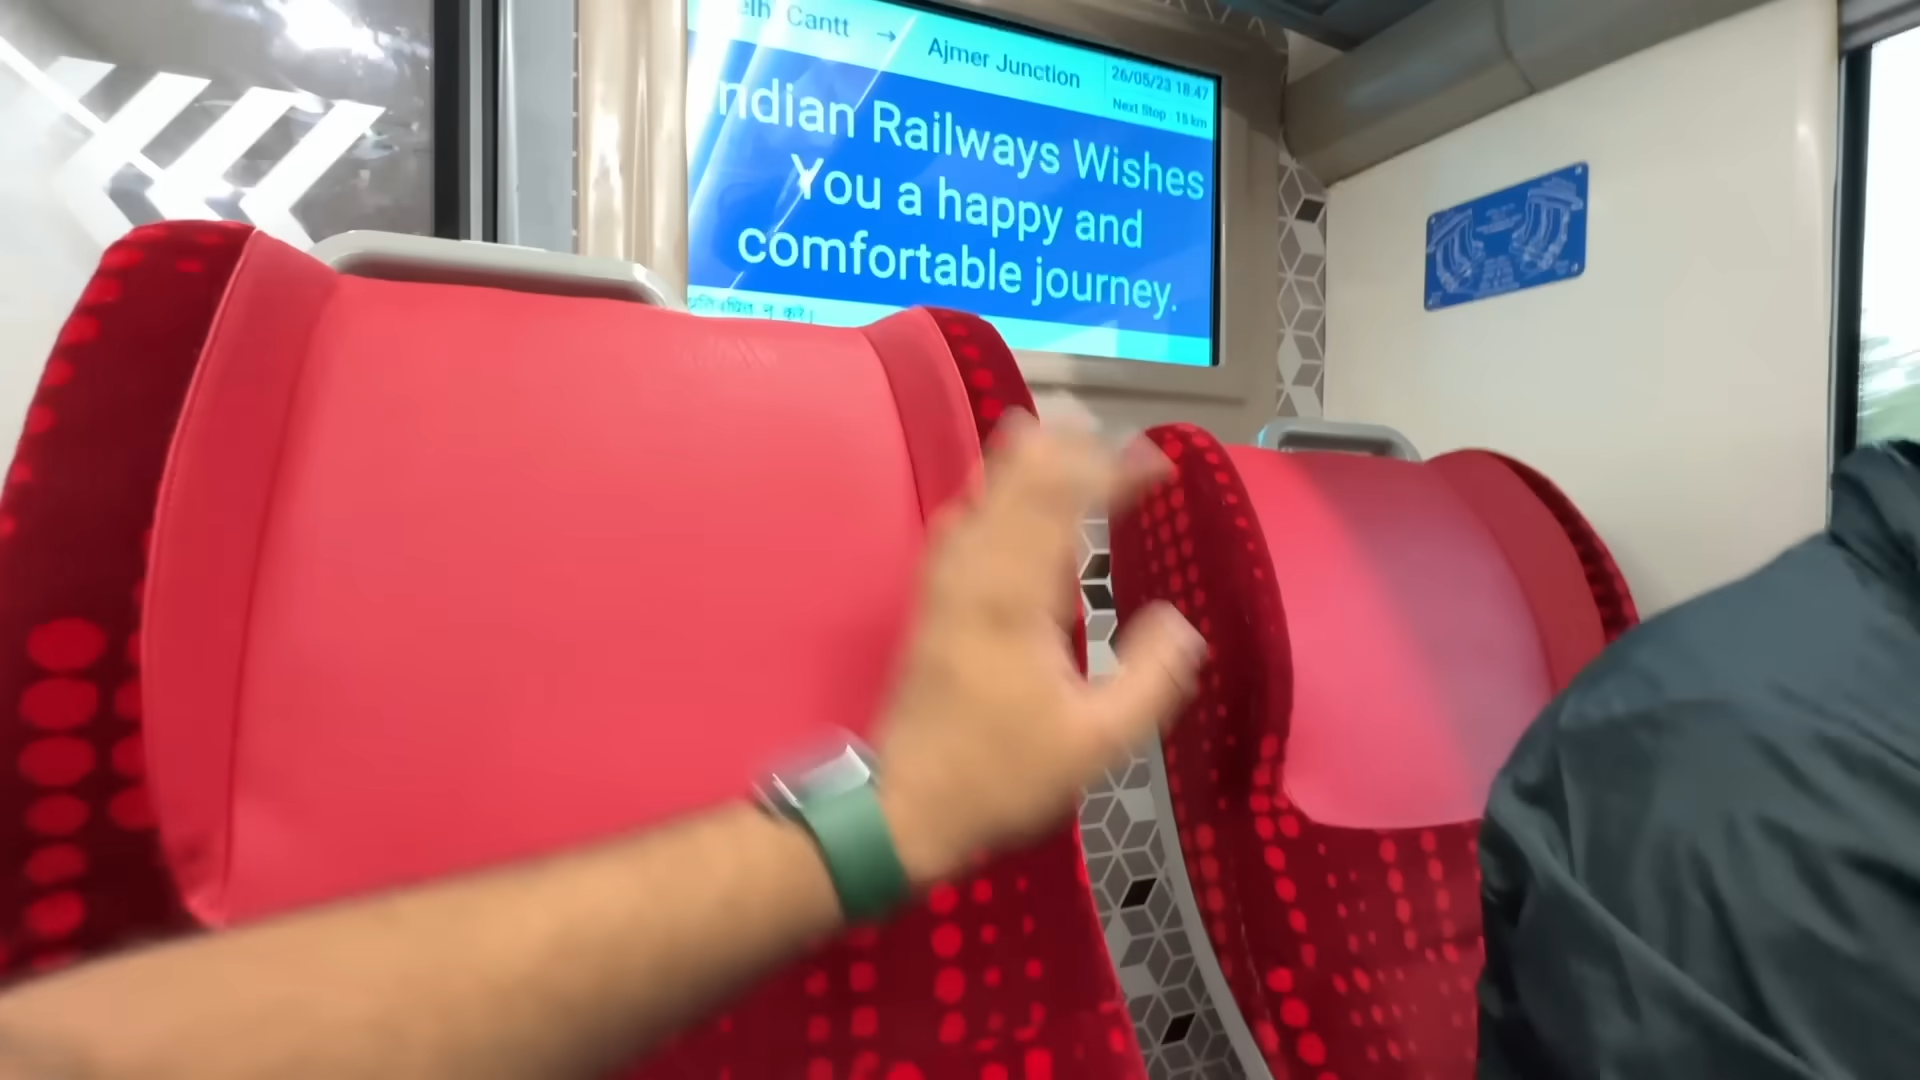 Cantt → Ajmer Junction
26/05/23 18:47
Next Stop : 15 km
ndian Railways Wishes
You a happy and
comfortable journey.